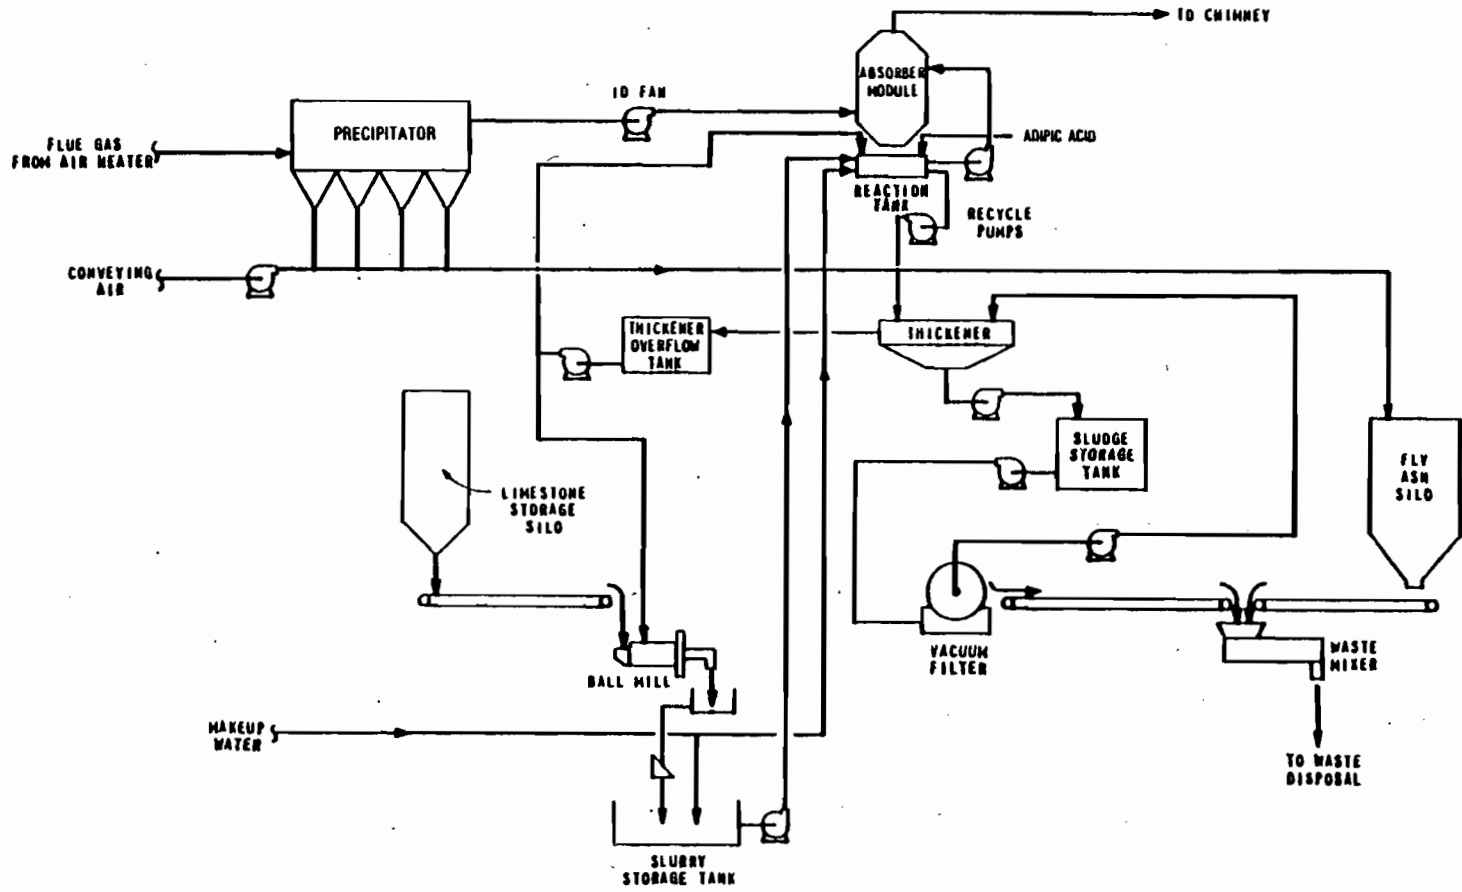 TO CHIMNEY
ABSORBER
MODULE
ID FAN
PRECIPITATOR
FLUE GAS
FROM AIR HEATER
ADIPIC ACID
REACTION
TANK
RECYCLE
PUMPS
CONVEYING
AIR
THICKENER
OVERFLOW
TANK
THICKENER
SLUDGE
STORAGE
TANK
FLY
ASH
SILO
LIMESTONE
STORAGE
SILO
VACUUM
FILTER
WASTE
MIXER
BALL MILL
MAKEUP
WATER
TO WASTE
DISPOSAL
SLURRY
STORAGE TANK